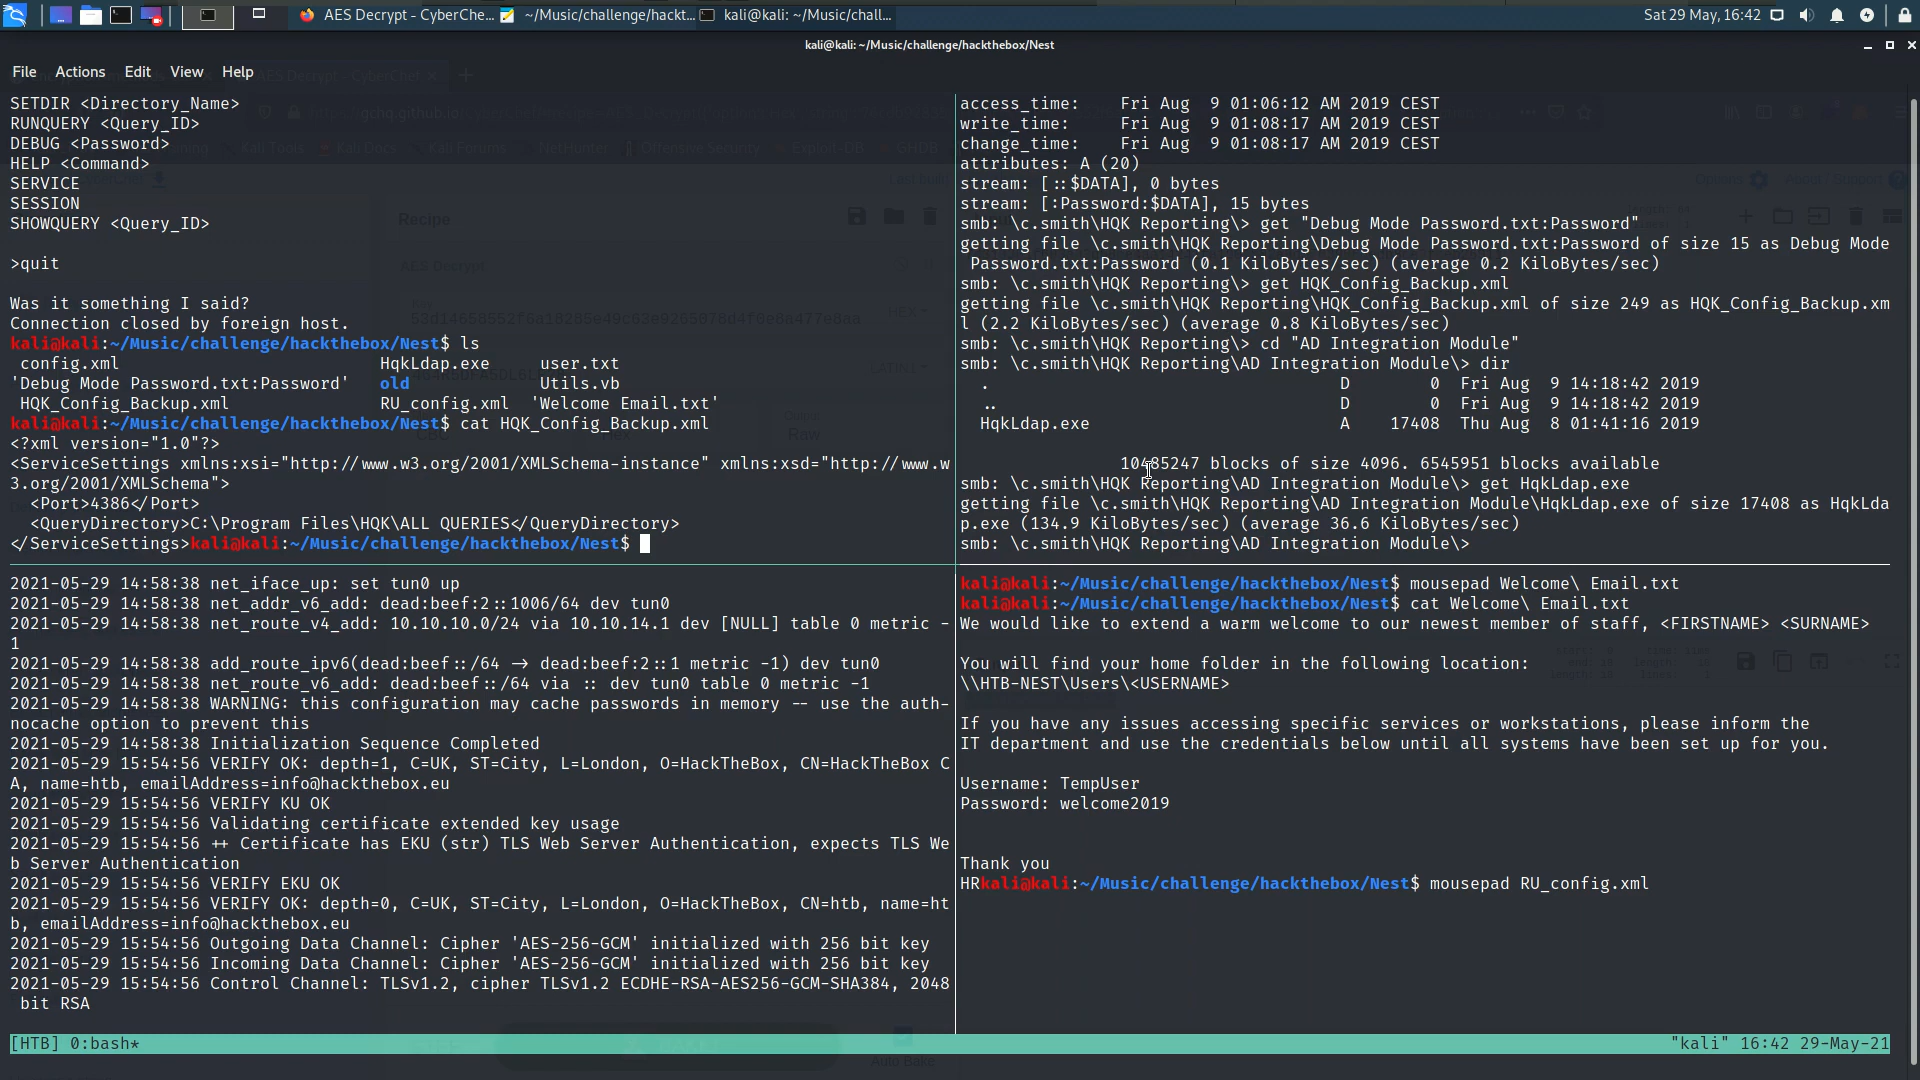 AES Decrypt - CyberChe...
~/Music/challenge/hackt...
kali@kali: ~/Music/chall...
Sat 29 May, 16:42
kali@kali: ~/Music/challenge/hackthebox/Nest
File Actions Edit View Help
SETDIR <Directory_Name>
RUNQUERY <Query_ID>
DEBUG <Password>
HELP <Command>
SERVICE
SESSION
SHOWQUERY <Query_ID>
>quit
Was it something I said?
Connection closed by foreign host.
kali@kali:~/Music/challenge/hackthebox/Nest$ ls
config.xml HqkLdap.exe user.txt
'Debug Mode Password.txt:Password' old Utils.vb
HQK_Config_Backup.xml RU_config.xml 'Welcome Email.txt'
kali@kali:~/Music/challenge/hackthebox/Nest$ cat HQK_Config_Backup.xml
<?xml version="1.0"?>
<ServiceSettings xmlns:xsi="http://www.w3.org/2001/XMLSchema-instance" xmlns:xsd="http://www.w
3.org/2001/XMLSchema">
<Port>4386</Port>
<QueryDirectory>C:\Program Files\HQK\ALL QUERIES</QueryDirectory>
</ServiceSettings>kali@kali:~/Music/challenge/hackthebox/Nest$
access_time: Fri Aug 9 01:06:12 AM 2019 CEST
write_time: Fri Aug 9 01:08:17 AM 2019 CEST
change_time: Fri Aug 9 01:08:17 AM 2019 CEST
attributes: A (20)
stream: [::$DATA], 0 bytes
stream: [:Password:$DATA], 15 bytes
smb: \c.smith\HQK Reporting\> get "Debug Mode Password.txt:Password"
getting file \c.smith\HQK Reporting\Debug Mode Password.txt:Password of size 15 as Debug Mode
Password.txt:Password (0.1 KiloBytes/sec) (average 0.2 KiloBytes/sec)
smb: \c.smith\HQK Reporting\> get HQK_Config_Backup.xml
getting file \c.smith\HQK Reporting\HQK_Config_Backup.xml of size 249 as HQK_Config_Backup.xm
l (2.2 KiloBytes/sec) (average 0.8 KiloBytes/sec)
smb: \c.smith\HQK Reporting\> cd "AD Integration Module"
smb: \c.smith\HQK Reporting\AD Integration Module\> dir
. D 0 Fri Aug 9 14:18:42 2019
.. D 0 Fri Aug 9 14:18:42 2019
HqkLdap.exe A 17408 Thu Aug 8 01:41:16 2019
10485247 blocks of size 4096. 6545951 blocks available
smb: \c.smith\HQK Reporting\AD Integration Module\> get HqkLdap.exe
getting file \c.smith\HQK Reporting\AD Integration Module\HqkLdap.exe of size 17408 as HqkLda
p.exe (134.9 KiloBytes/sec) (average 36.6 KiloBytes/sec)
smb: \c.smith\HQK Reporting\AD Integration Module\>
2021-05-29 14:58:38 net_iface_up: set tun0 up
2021-05-29 14:58:38 net_addr_v6_add: dead:beef:2::1006/64 dev tun0
2021-05-29 14:58:38 net_route_v4_add: 10.10.10.0/24 via 10.10.14.1 dev [NULL] table 0 metric -
1
2021-05-29 14:58:38 add_route_ipv6(dead:beef::/64 -> dead:beef:2::1 metric -1) dev tun0
2021-05-29 14:58:38 net_route_v6_add: dead:beef::/64 via :: dev tun0 table 0 metric -1
2021-05-29 14:58:38 WARNING: this configuration may cache passwords in memory -- use the auth-
nocache option to prevent this
2021-05-29 14:58:38 Initialization Sequence Completed
2021-05-29 15:54:56 VERIFY OK: depth=1, C=UK, ST=City, L=London, O=HackTheBox, CN=HackTheBox C
A, name=htb, emailAddress=info@hackthebox.eu
2021-05-29 15:54:56 VERIFY KU OK
2021-05-29 15:54:56 Validating certificate extended key usage
2021-05-29 15:54:56 ++ Certificate has EKU (str) TLS Web Server Authentication, expects TLS We
b Server Authentication
2021-05-29 15:54:56 VERIFY EKU OK
2021-05-29 15:54:56 VERIFY OK: depth=0, C=UK, ST=City, L=London, O=HackTheBox, CN=htb, name=ht
b, emailAddress=info@hackthebox.eu
2021-05-29 15:54:56 Outgoing Data Channel: Cipher 'AES-256-GCM' initialized with 256 bit key
2021-05-29 15:54:56 Incoming Data Channel: Cipher 'AES-256-GCM' initialized with 256 bit key
2021-05-29 15:54:56 Control Channel: TLSv1.2, cipher TLSv1.2 ECDHE-RSA-AES256-GCM-SHA384, 2048
bit RSA
kali@kali:~/Music/challenge/hackthebox/Nest$ mousepad Welcome\ Email.txt
kali@kali:~/Music/challenge/hackthebox/Nest$ cat Welcome\ Email.txt
We would like to extend a warm welcome to our newest member of staff, <FIRSTNAME> <SURNAME>
You will find your home folder in the following location:
\\HTB-NEST\Users\<USERNAME>
If you have any issues accessing specific services or workstations, please inform the
IT department and use the credentials below until all systems have been set up for you.
Username: TempUser
Password: welcome2019
Thank you
HRkali@kali:~/Music/challenge/hackthebox/Nest$ mousepad RU_config.xml
[HTB] 0:bash*
"kali" 16:42 29-May-21